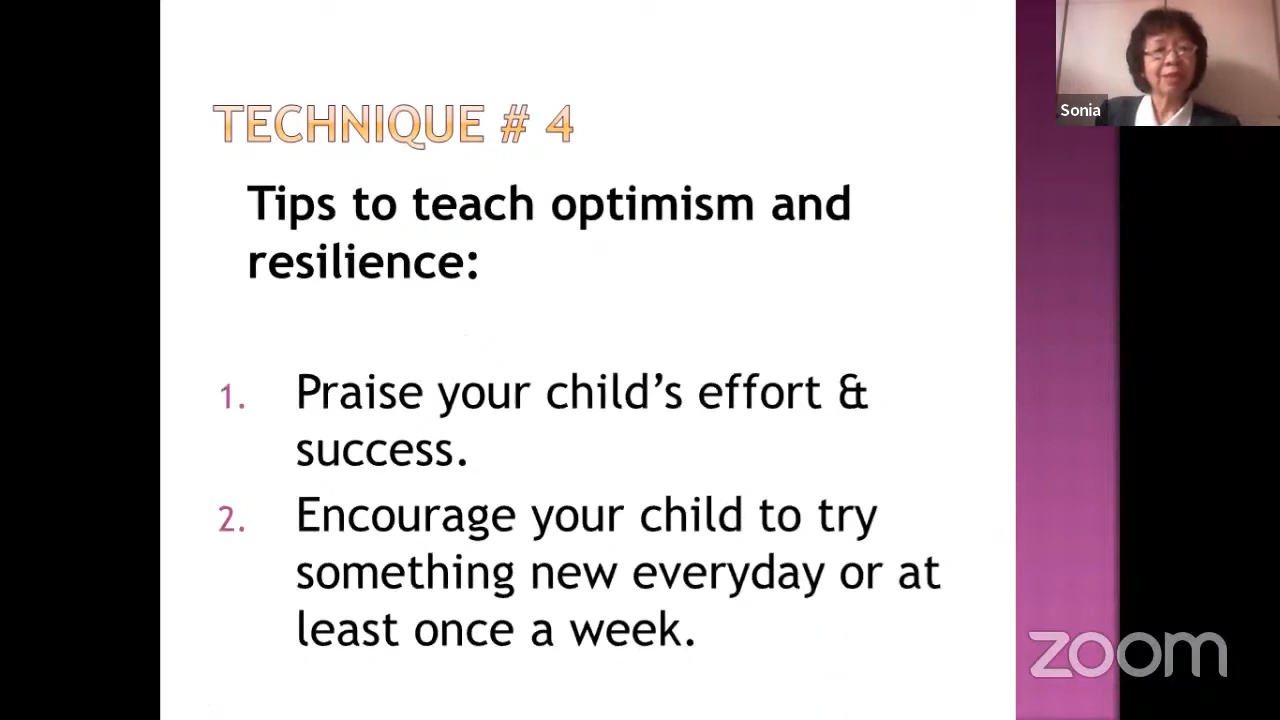 TECHNIQUE # 4
Sonia
Tips to teach optimism and
resilience:
1. Praise your child’s effort &
success.
2. Encourage your child to try
something new everyday or at
least once a week.
zoom